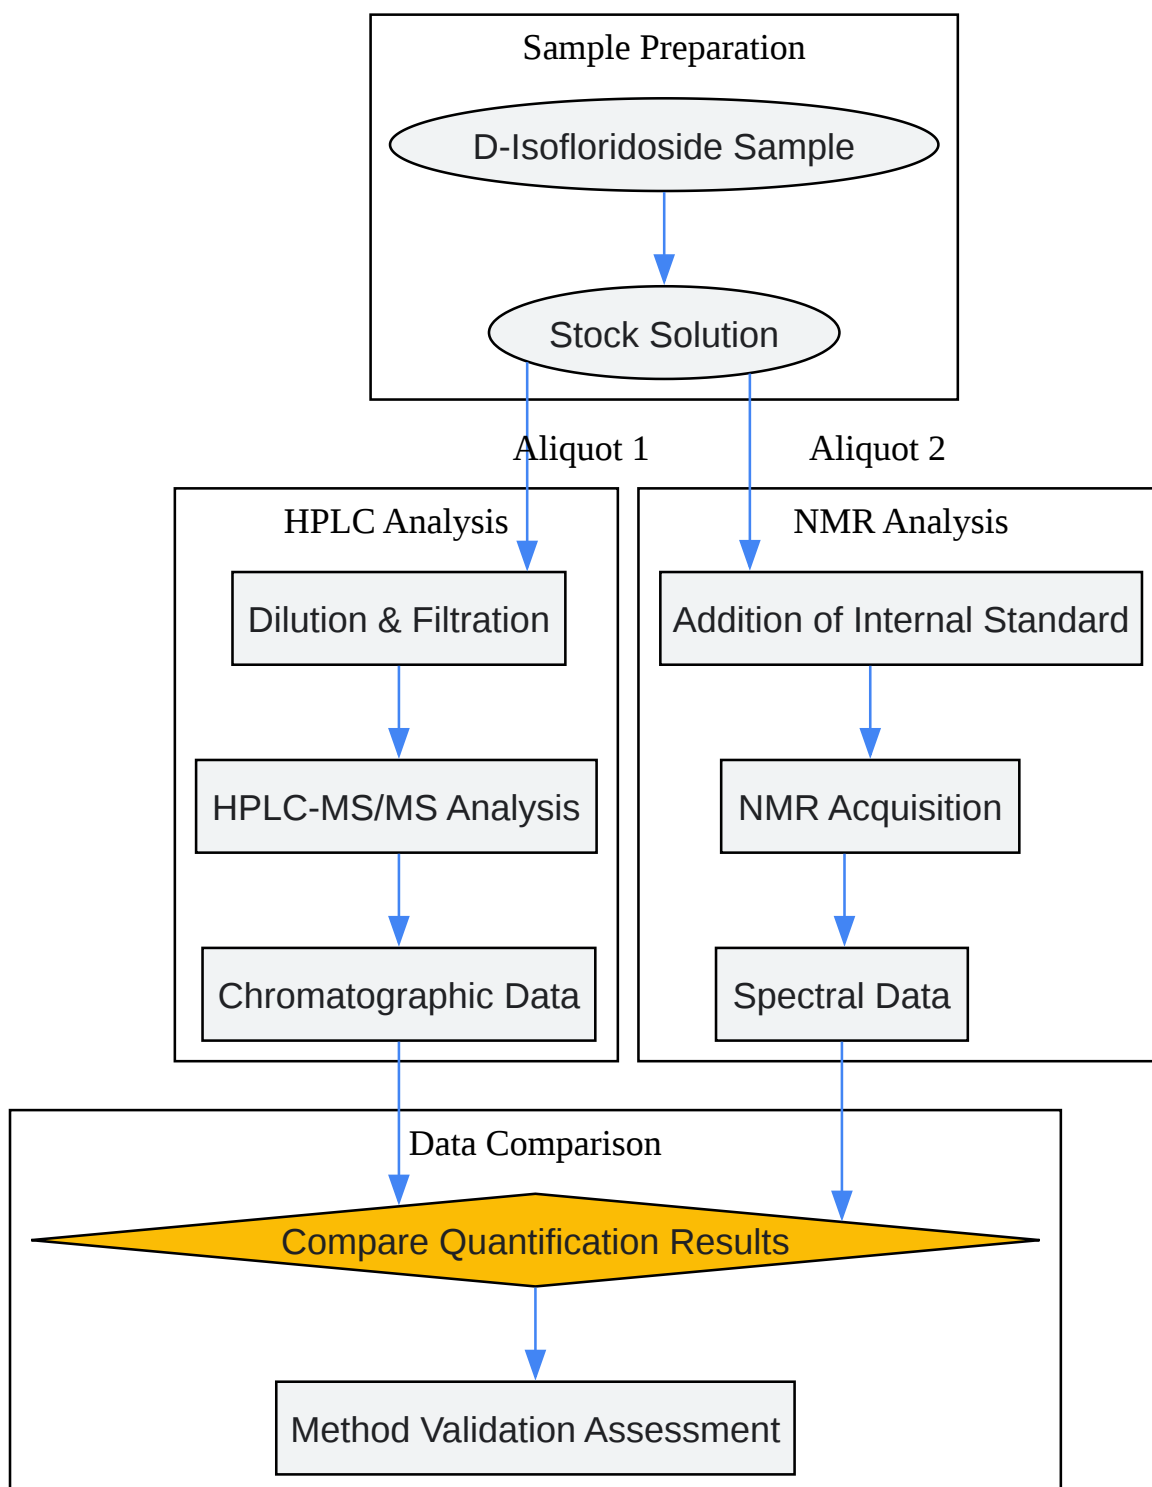 Sample Preparation
D-Isofloridoside Sample
Stock Solution
Aliquot 1
Aliquot 2
HPLC Analysis
Dilution & Filtration
HPLC-MS/MS Analysis
Chromatographic Data
NMR Analysis
Addition of Internal Standard
NMR Acquisition
Spectral Data
Data Comparison
Compare Quantification Results
Method Validation Assessment